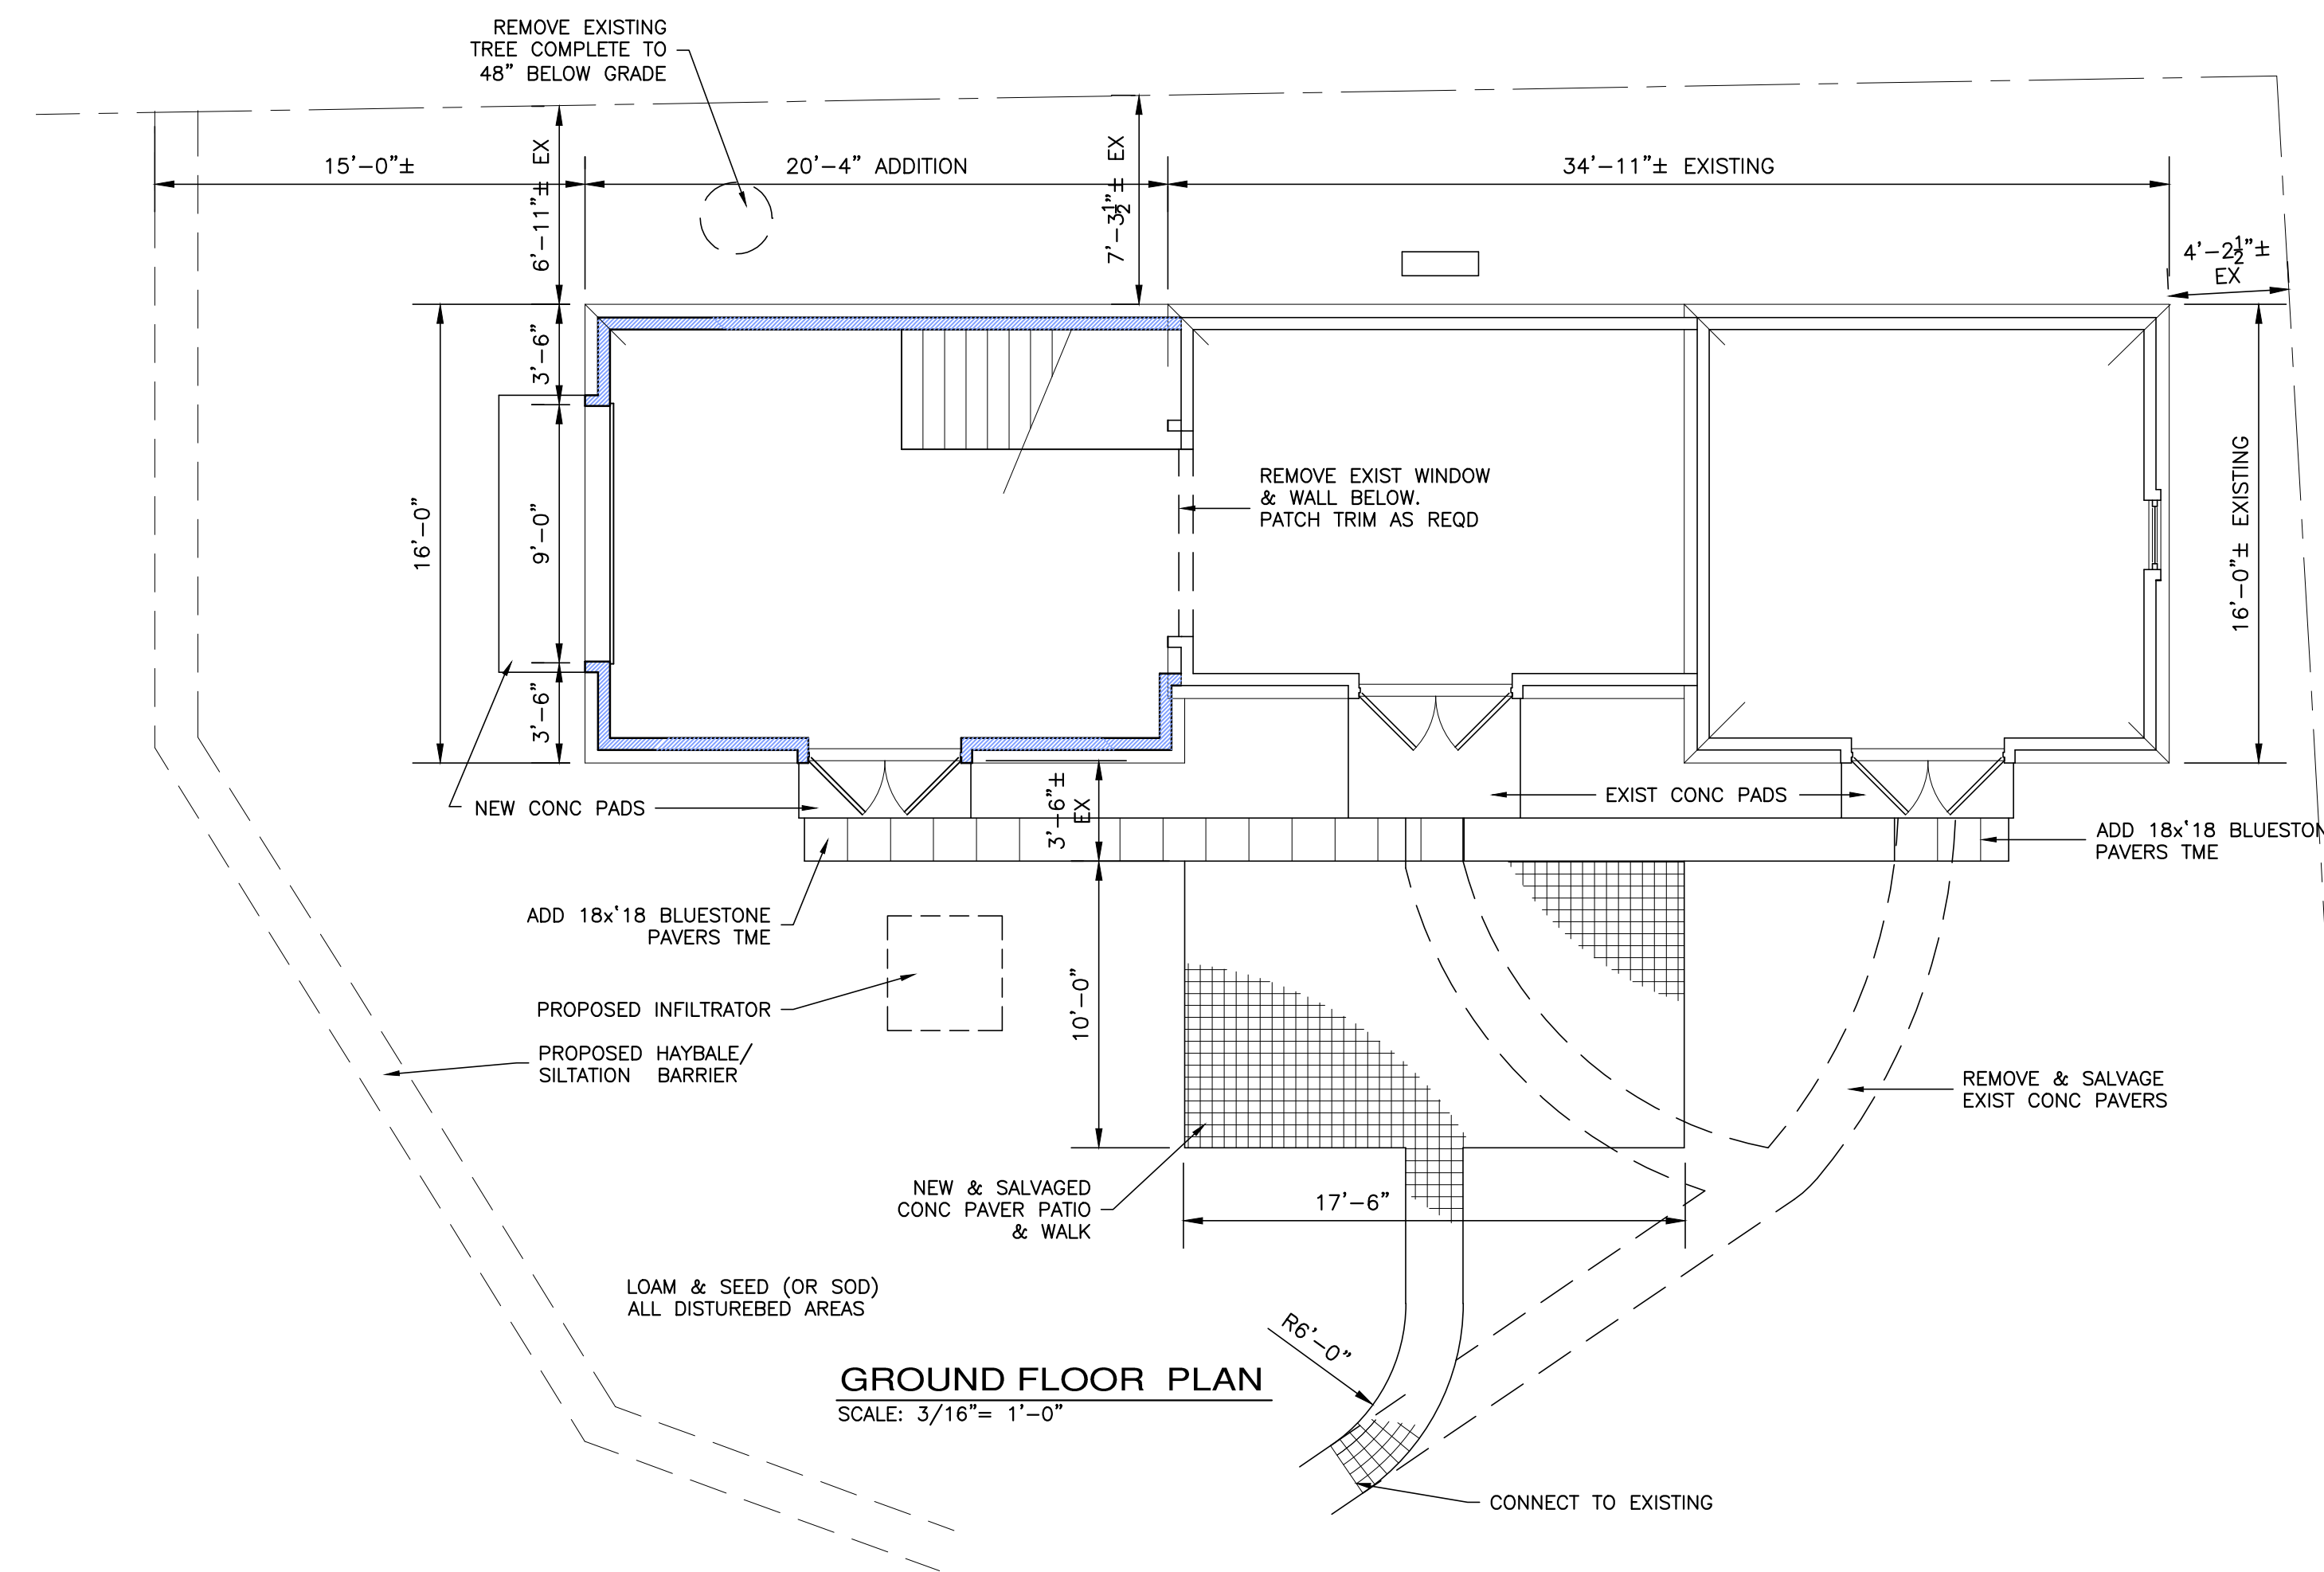 REMOVE EXISTING
TREE COMPLETE TO
48" BELOW GRADE
15'-0"±
6'-11"± EX
20'-4" ADDITION
7'-3½"± EX
34'-11"± EXISTING
4'-2½"±
EX
3'-6"
16'-0"
9'-0"
3'-6"
REMOVE EXIST WINDOW
& WALL BELOW.
PATCH TRIM AS REQD
16'-0"± EXISTING
NEW CONC PADS
3'-6"±
EX
EXIST CONC PADS
ADD 18x'18 BLUESTON
PAVERS TME
ADD 18x'18 BLUESTONE
PAVERS TME
PROPOSED INFILTRATOR
10'-0"
PROPOSED HAYBALE/
SILTATION BARRIER
REMOVE & SALVAGE
EXIST CONC PAVERS
NEW & SALVAGED
CONC PAVER PATIO
& WALK
17'-6"
LOAM & SEED (OR SOD)
ALL DISTUREBED AREAS
R6'-0"
GROUND FLOOR PLAN
SCALE: 3/16"= 1'-0"
CONNECT TO EXISTING